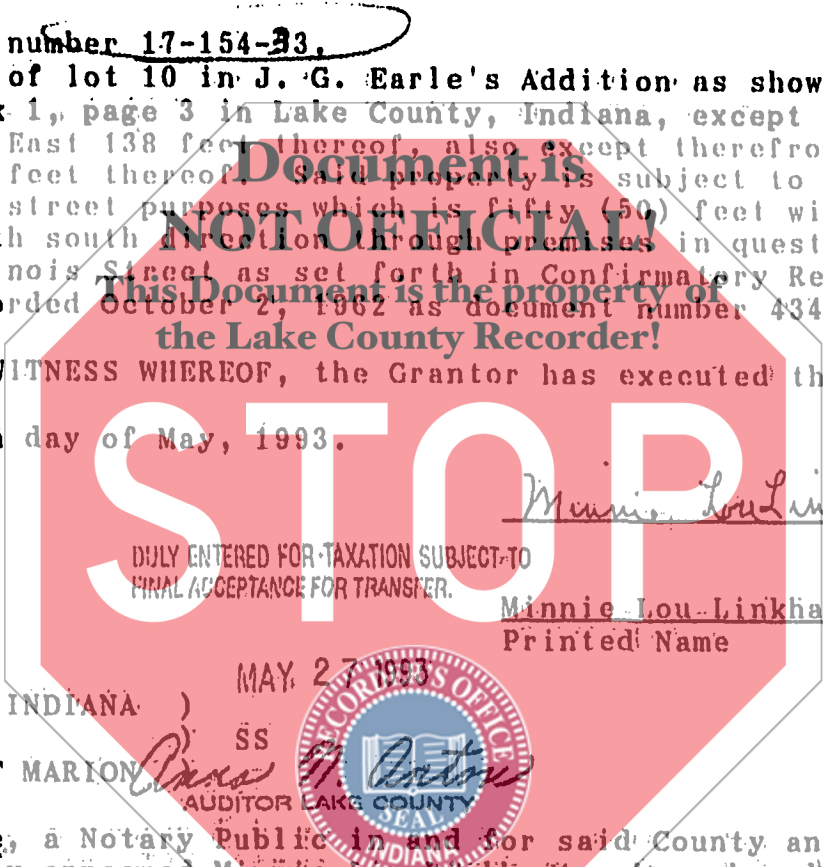 number 17-154-33,
of lot 10 in J. G. Earle's Addition as show
1, page 3 in Lake County, Indiana, except
East 138 feet thereof, also except therefro
feet thereof. Said property is subject to
street purposes which is fifty (50) feet wi
h south direction through premises in quest
nois Street as set forth in Confirmatory Re
rded October 2, 1962 as document number 434
Document is
NOT OFFICIAL!
This Document is the property of
the Lake County Recorder!
WITNESS WHEREOF, the Grantor has executed th
day of May, 1993.
STOP
Minnie Lou Lin
DULY ENTERED FOR TAXATION SUBJECT TO
FINAL ACCEPTANCE FOR TRANSFER.
Minnie Lou Linkha
Printed Name
MAY 27 1993
INDIANA )
) SS
MARION
Anna N. Anton
AUDITOR LAKE COUNTY
RECORDER'S OFFICE
SEAL
INDIANA
, a Notary Public in and for said County an